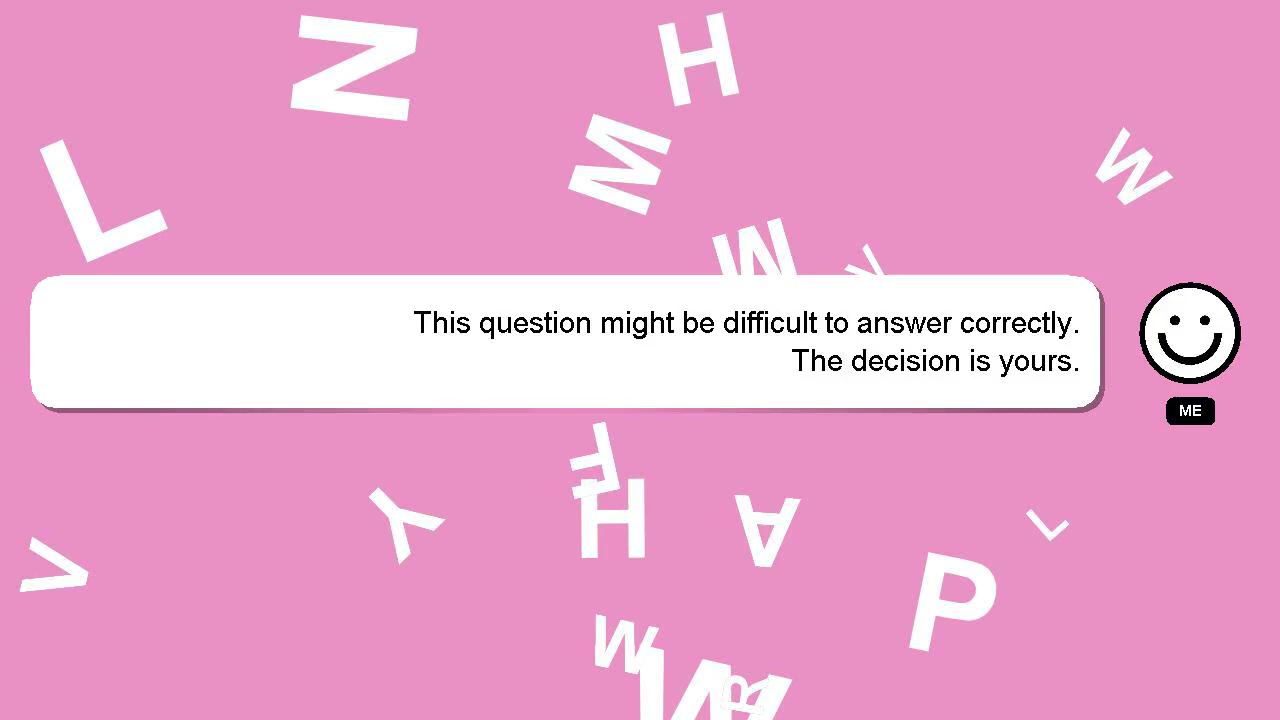 This question might be difficult to answer correctly.
The decision is yours.
ME